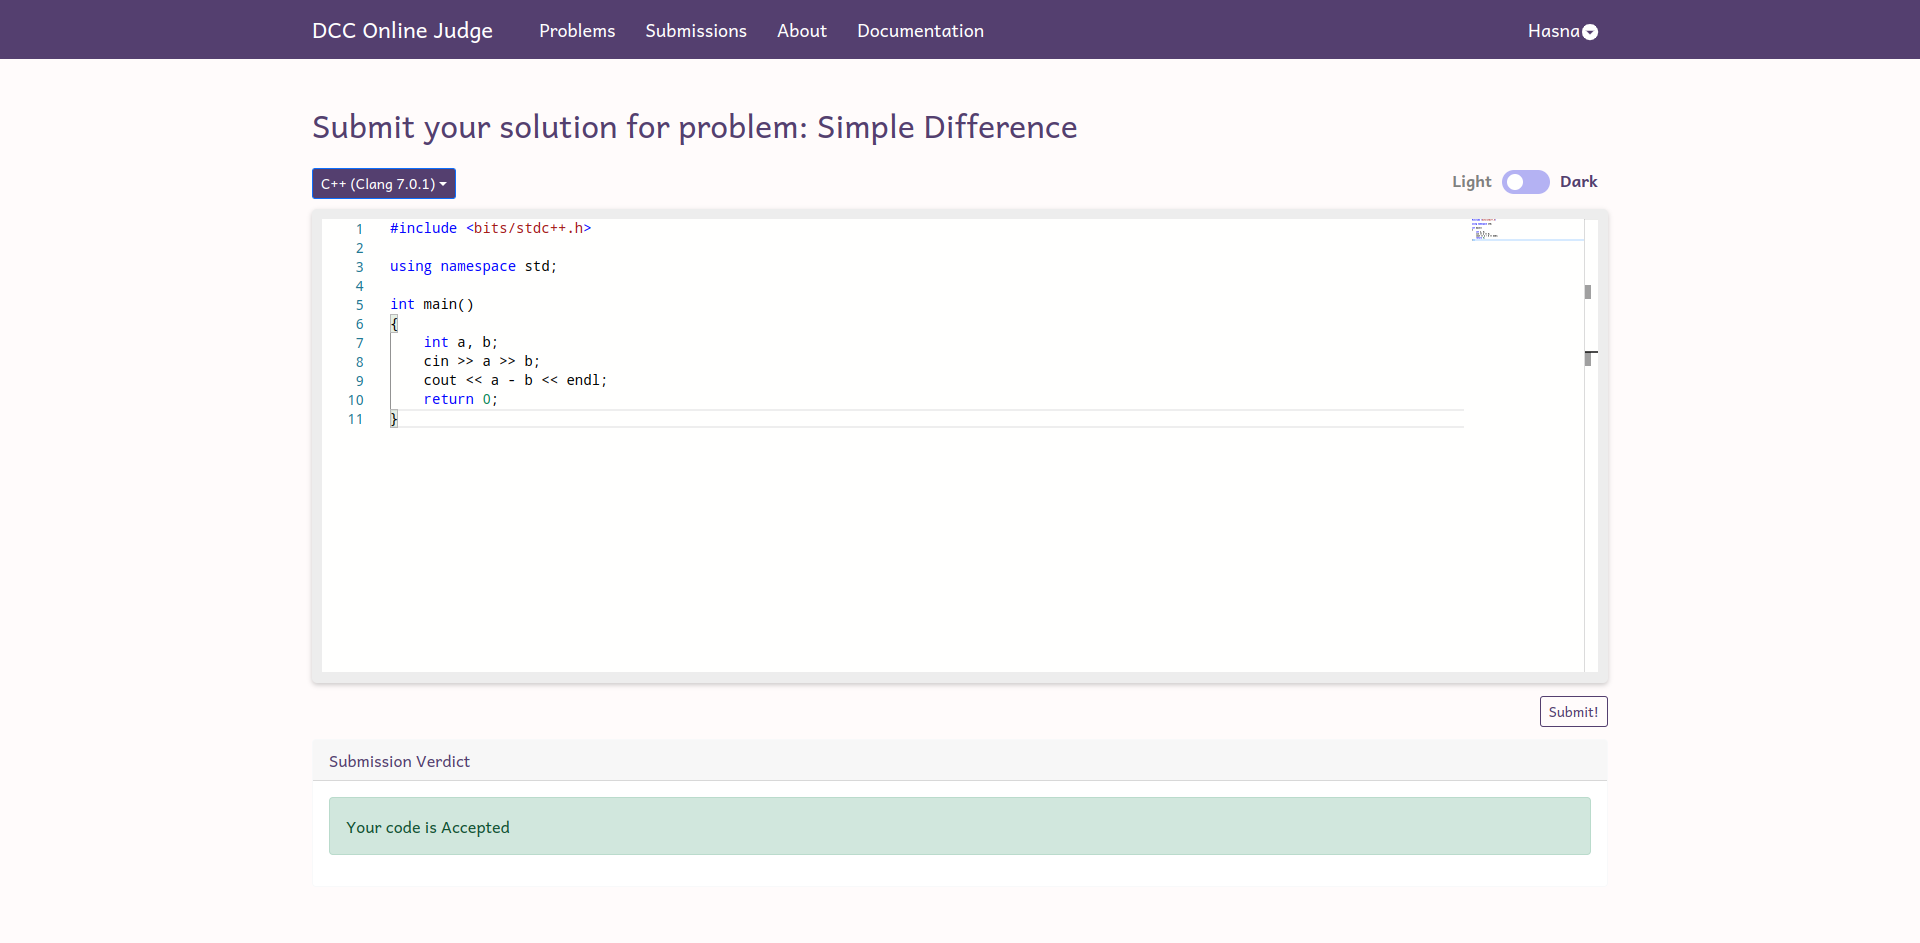 DCC Online Judge Problems Submissions About Documentation Hasna
Submit your solution for problem: Simple Difference
C++ (Clang 7.0.1) Light Dark
1 #include <bits/stdc++.h>
2
3 using namespace std;
4
5 int main()
6 {
7 int a, b;
8 cin >> a >> b;
9 cout << a - b << endl;
10 return 0;
11 }
Submit!
Submission Verdict
Your code is Accepted